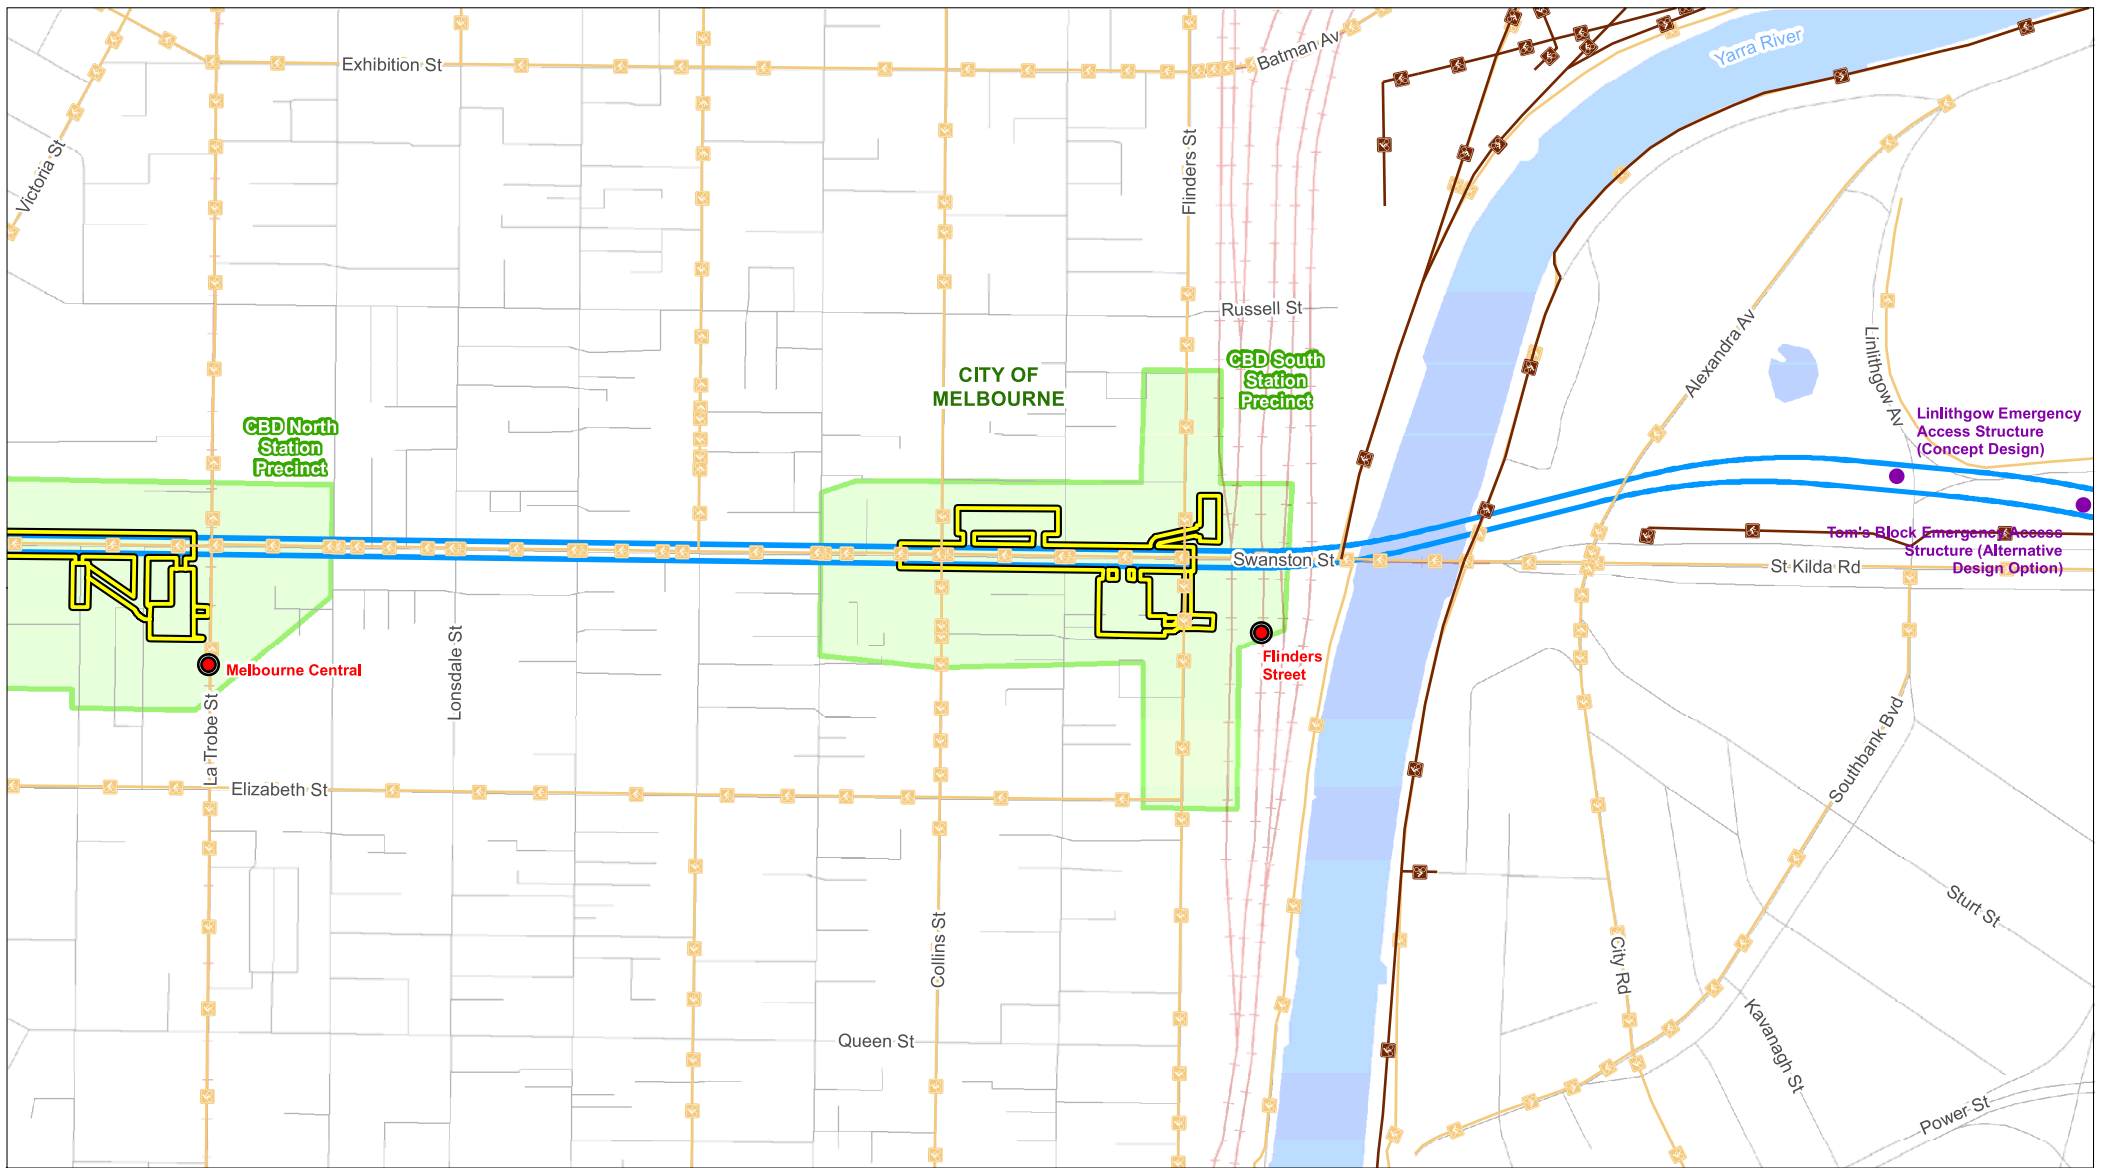 Exhibition St
Batman Av
Yarra River
Victoria St
Flinders St
Russell St
CITY OF
MELBOURNE
CBD South
Station
Precinct
Alexandra Av
Linlithgow Av
CBD North
Station
Precinct
Linlithgow Emergency
Access Structure
(Concept Design)
Tom's Block Emergency Access
Structure (Alternative
Design Option)
Swanston St
St Kilda Rd
Melbourne Central
Flinders
Street
Lonsdale St
La Trobe St
Elizabeth St
Southbank Bvd
Collins St
City Rd
Sturt St
Queen St
Kavanagh St
Power St